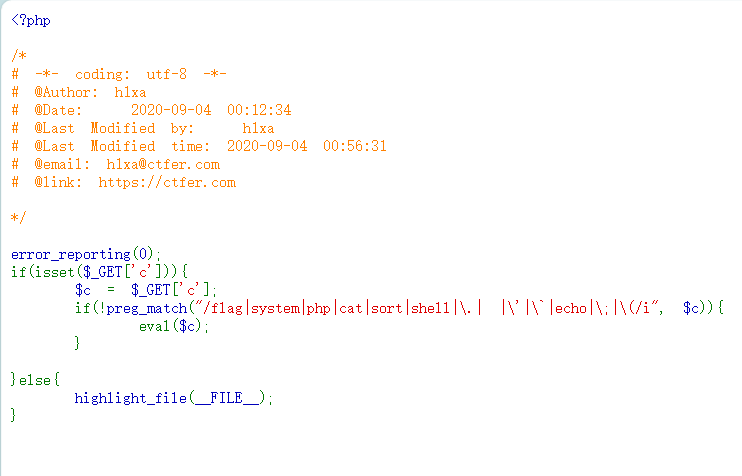 <?php
/*
# -*- coding: utf-8 -*-
# @Author: h1xa
# @Date: 2020-09-04 00:12:34
# @Last Modified by: h1xa
# @Last Modified time: 2020-09-04 00:56:31
# @email: h1xa@ctfer.com
# @link: https://ctfer.com
*/
error_reporting(0);
if(isset($_GET['c'])){
$c = $_GET['c'];
if(!preg_match("/flag|system|php|cat|sort|shell|\.| |\'|\`|echo|\;|\(/i", $c)){
eval($c);
}
}else{
highlight_file(__FILE__);
}